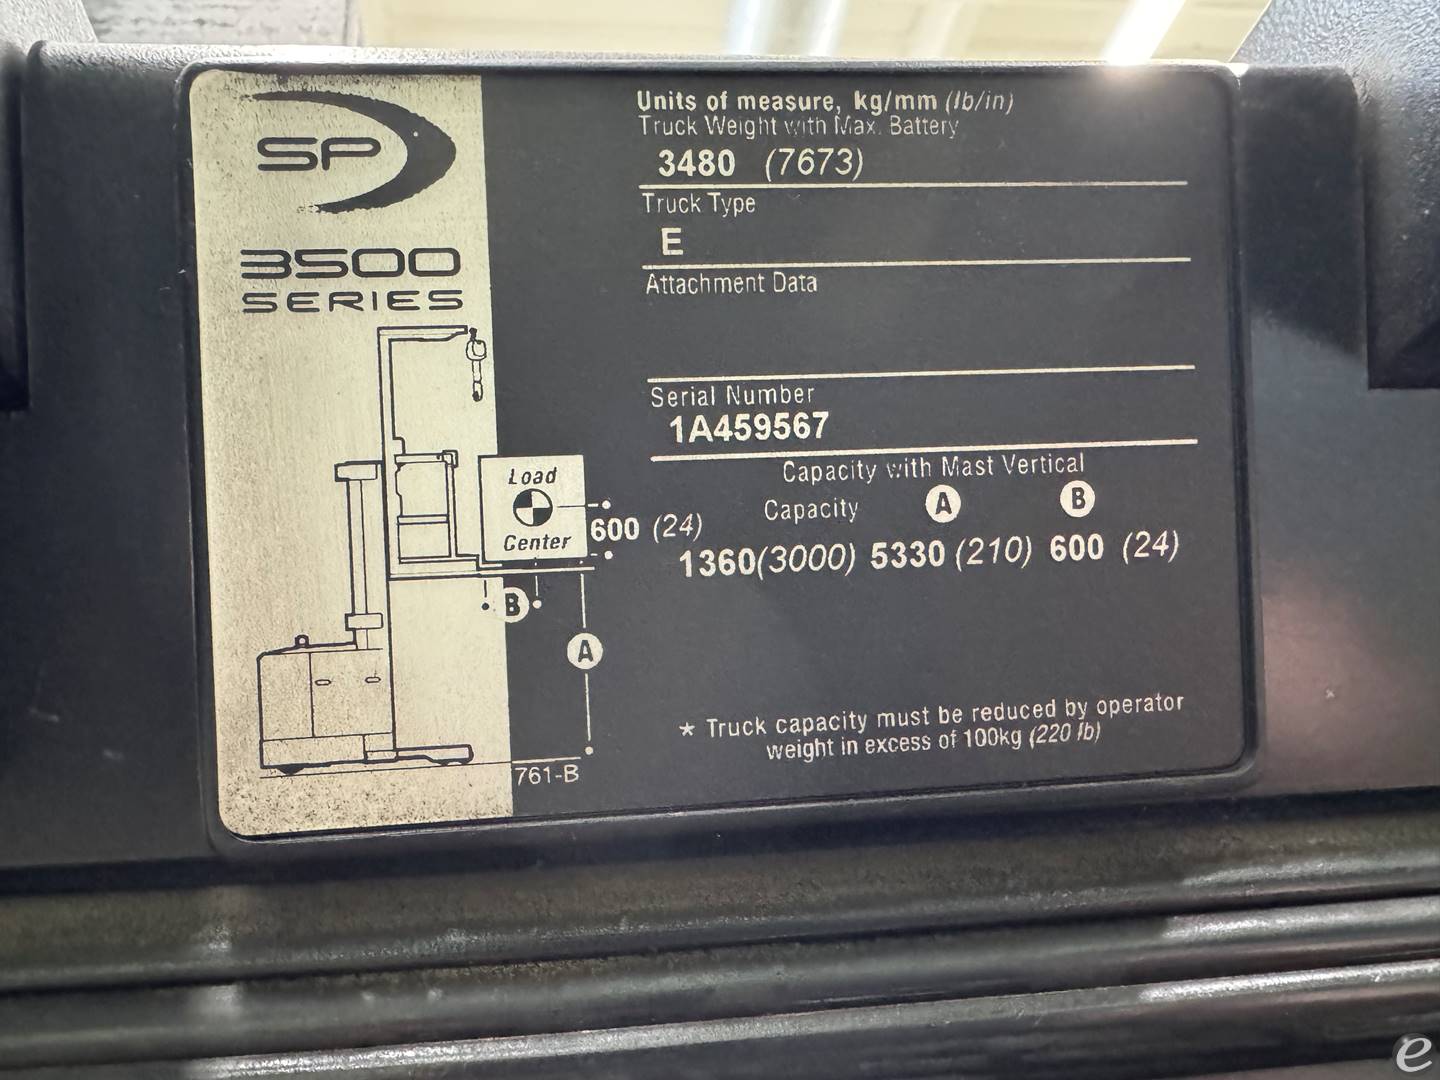 SP
3500
SERIES
Load
Center
600 (24)
B
A
761-B
Units of measure, kg/mm (lb/in)
Truck Weight with Max. Battery
3480 (7673)
Truck Type
E
Attachment Data
Serial Number
1A459567
Capacity with Mast Vertical
Capacity A B
1360(3000) 5330 (210) 600 (24)
* Truck capacity must be reduced by operator
weight in excess of 100kg (220 lb)
e